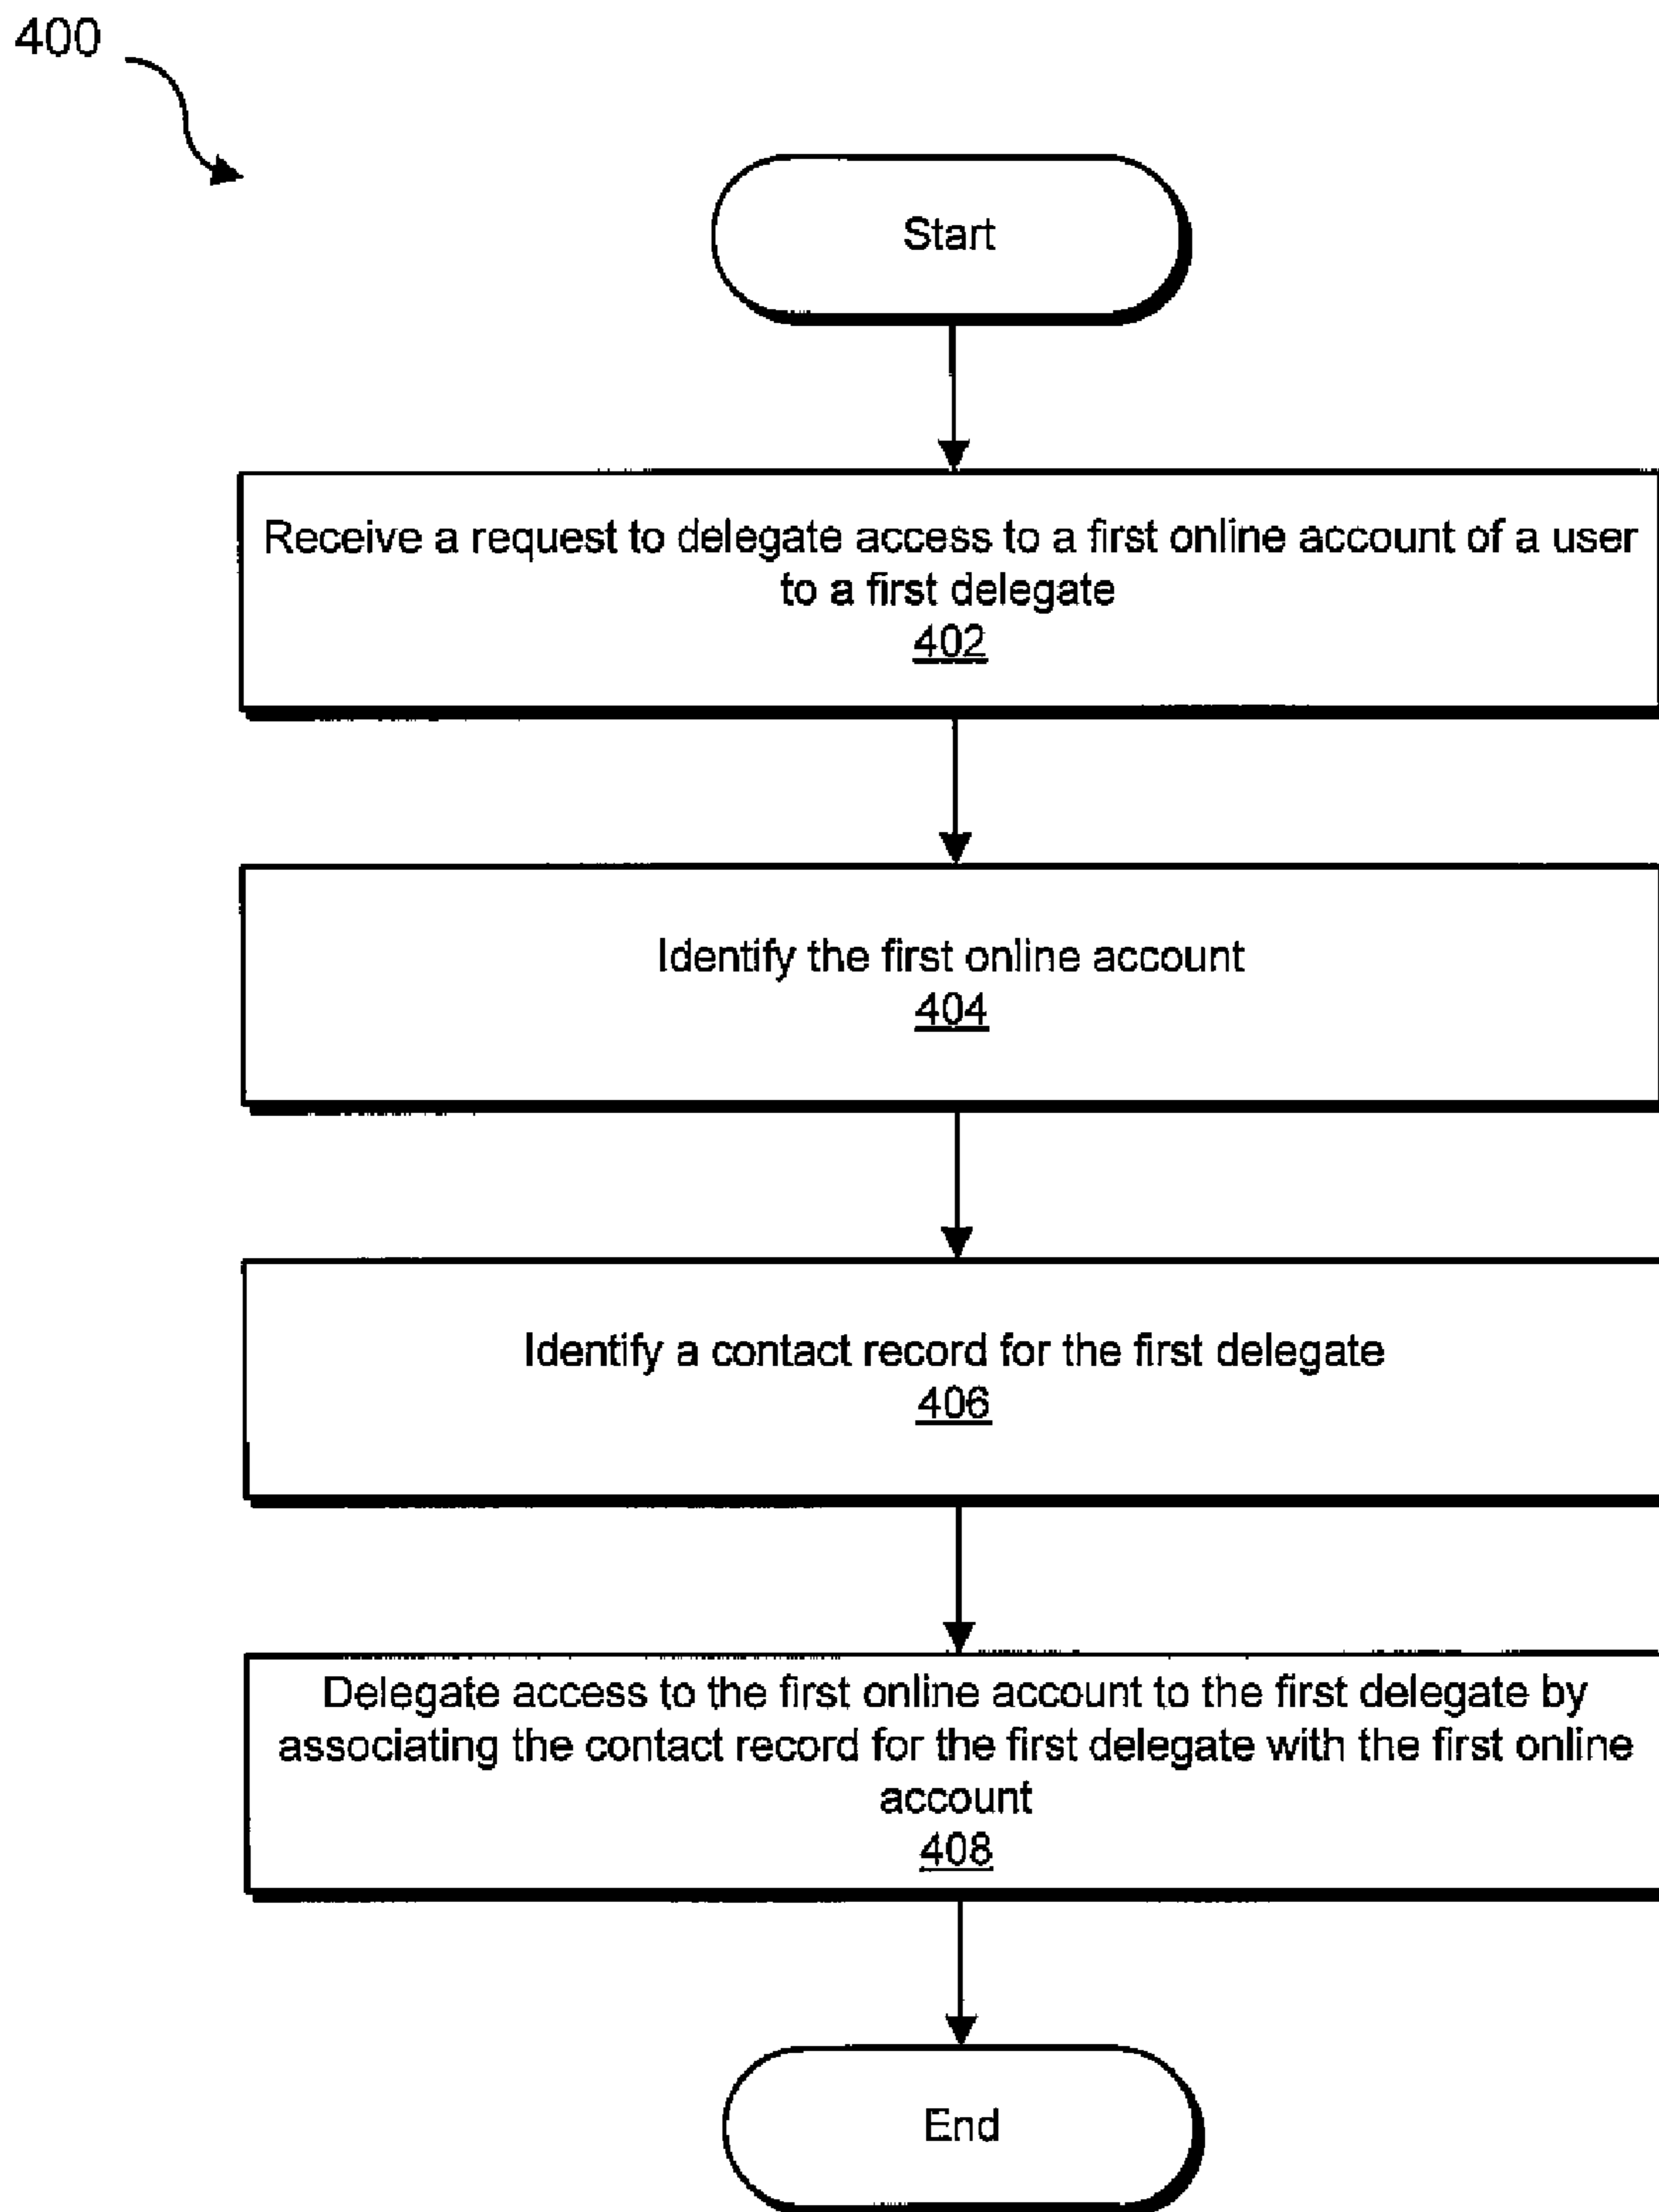 400
Start
Receive a request to delegate access to a first online account of a user
to a first delegate
402
Identify the first online account
404
Identify a contact record for the first delegate
406
Delegate access to the first online account to the first delegate by
associating the contact record for the first delegate with the first online
account
408
End